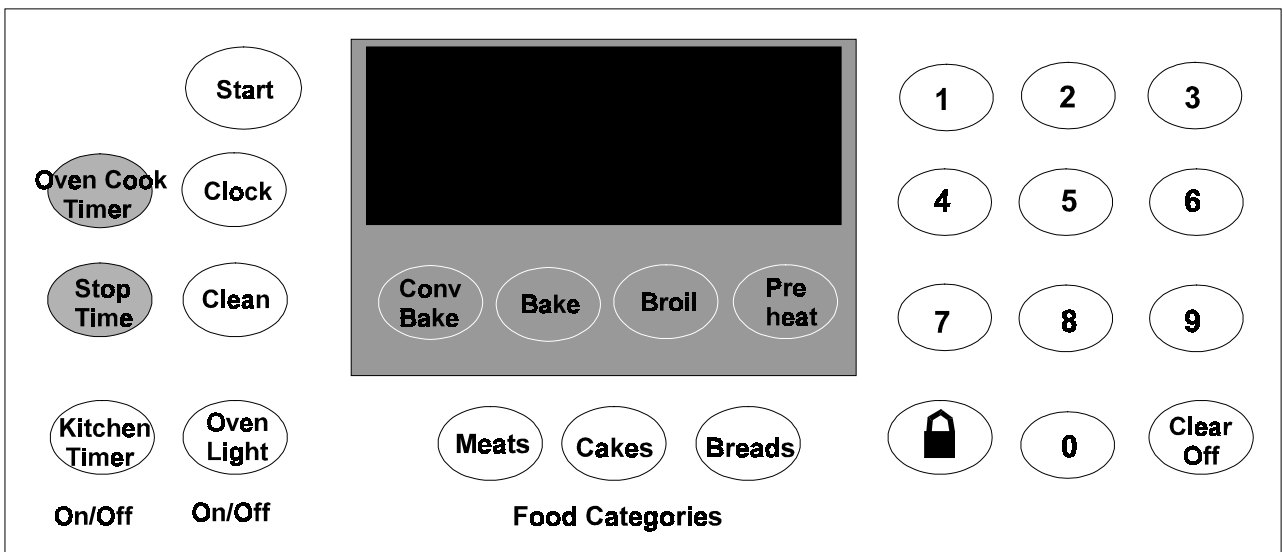 Start
Oven Cook
Timer
Clock
Stop
Time
Clean
Kitchen
Timer
Oven
Light
On/Off
On/Off
Conv
Bake
Bake
Broil
Pre
heat
Meats
Cakes
Breads
Food Categories
1
2
3
4
5
6
7
8
9
0
Clear
Off